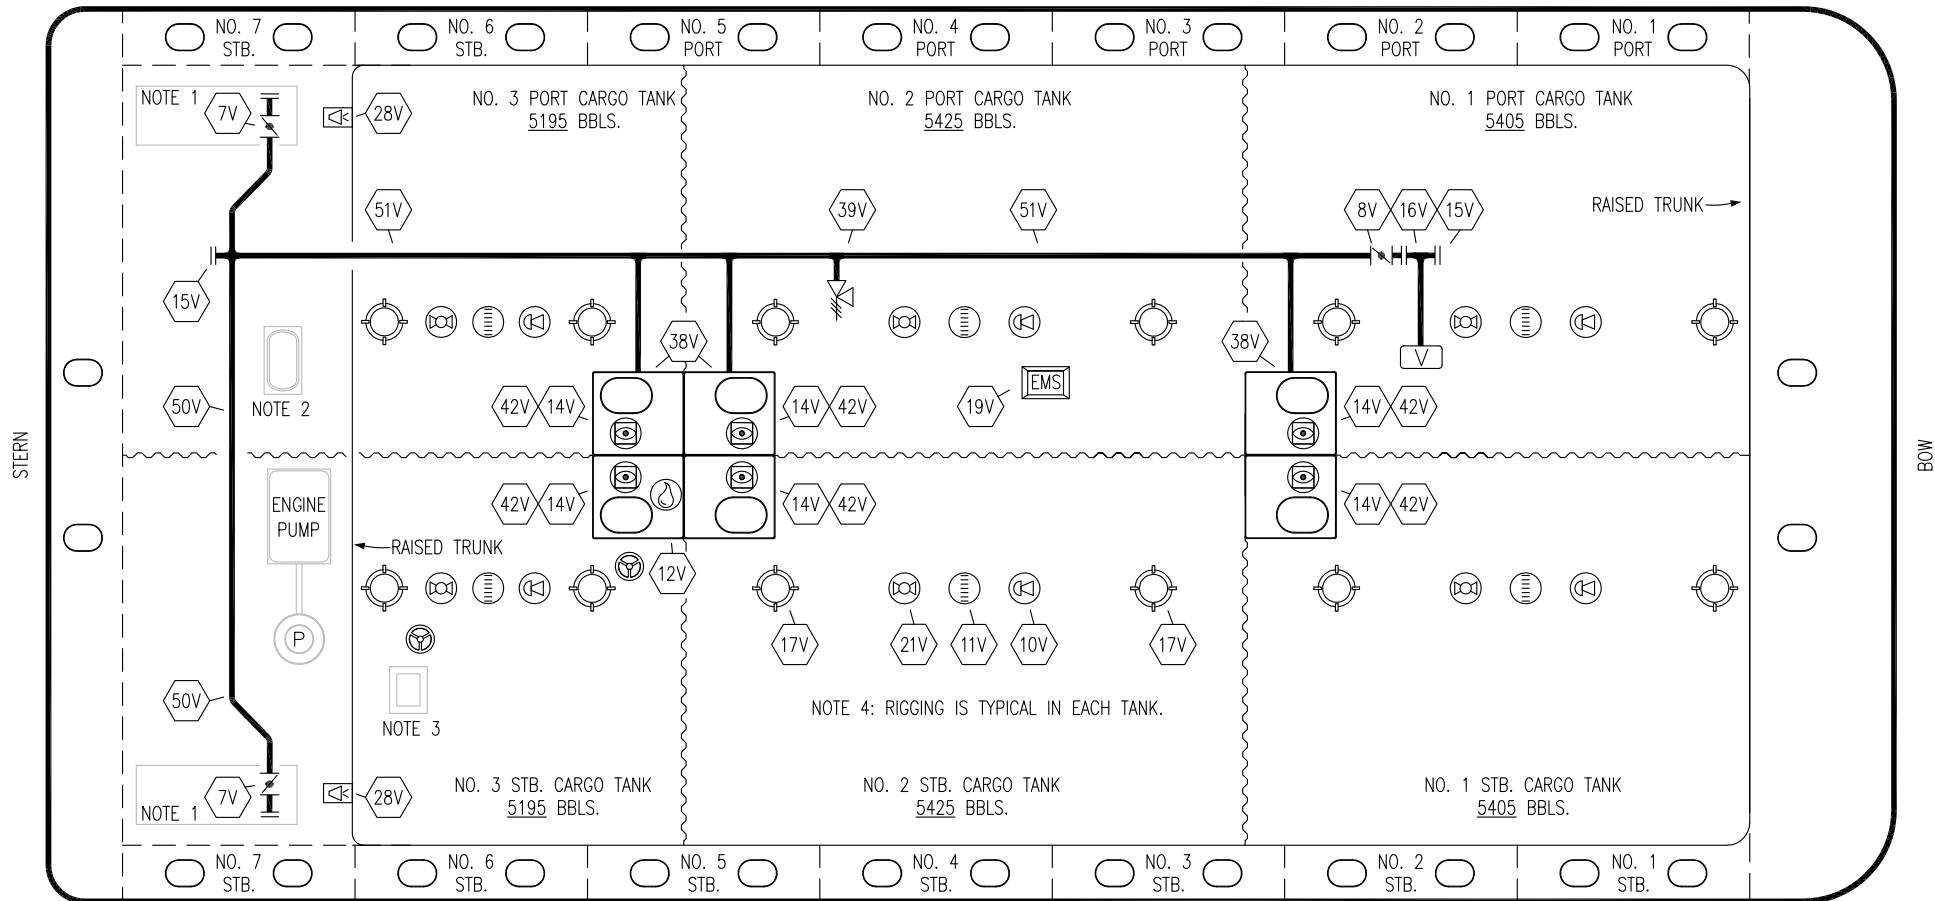 NO. 7
STB.
NO. 6
STB.
NO. 5
PORT
NO. 4
PORT
NO. 3
PORT
NO. 2
PORT
NO. 1
PORT
NOTE 1
7V
28V
NO. 3 PORT CARGO TANK
5195 BBLS.
NO. 2 PORT CARGO TANK
5425 BBLS.
NO. 1 PORT CARGO TANK
5405 BBLS.
51V
39V
51V
8V
16V
15V
RAISED TRUNK
15V
38V
38V
V
50V
NOTE 2
42V
14V
14V
42V
19V
EMS
14V
42V
STERN
BOW
ENGINE
PUMP
42V
14V
14V
42V
14V
42V
RAISED TRUNK
12V
P
17V
21V
11V
10V
17V
50V
NOTE 3
NOTE 4: RIGGING IS TYPICAL IN EACH TANK.
NOTE 1
7V
28V
NO. 3 STB. CARGO TANK
5195 BBLS.
NO. 2 STB. CARGO TANK
5425 BBLS.
NO. 1 STB. CARGO TANK
5405 BBLS.
NO. 7
STB.
NO. 6
STB.
NO. 5
STB.
NO. 4
STB.
NO. 3
STB.
NO. 2
STB.
NO. 1
STB.